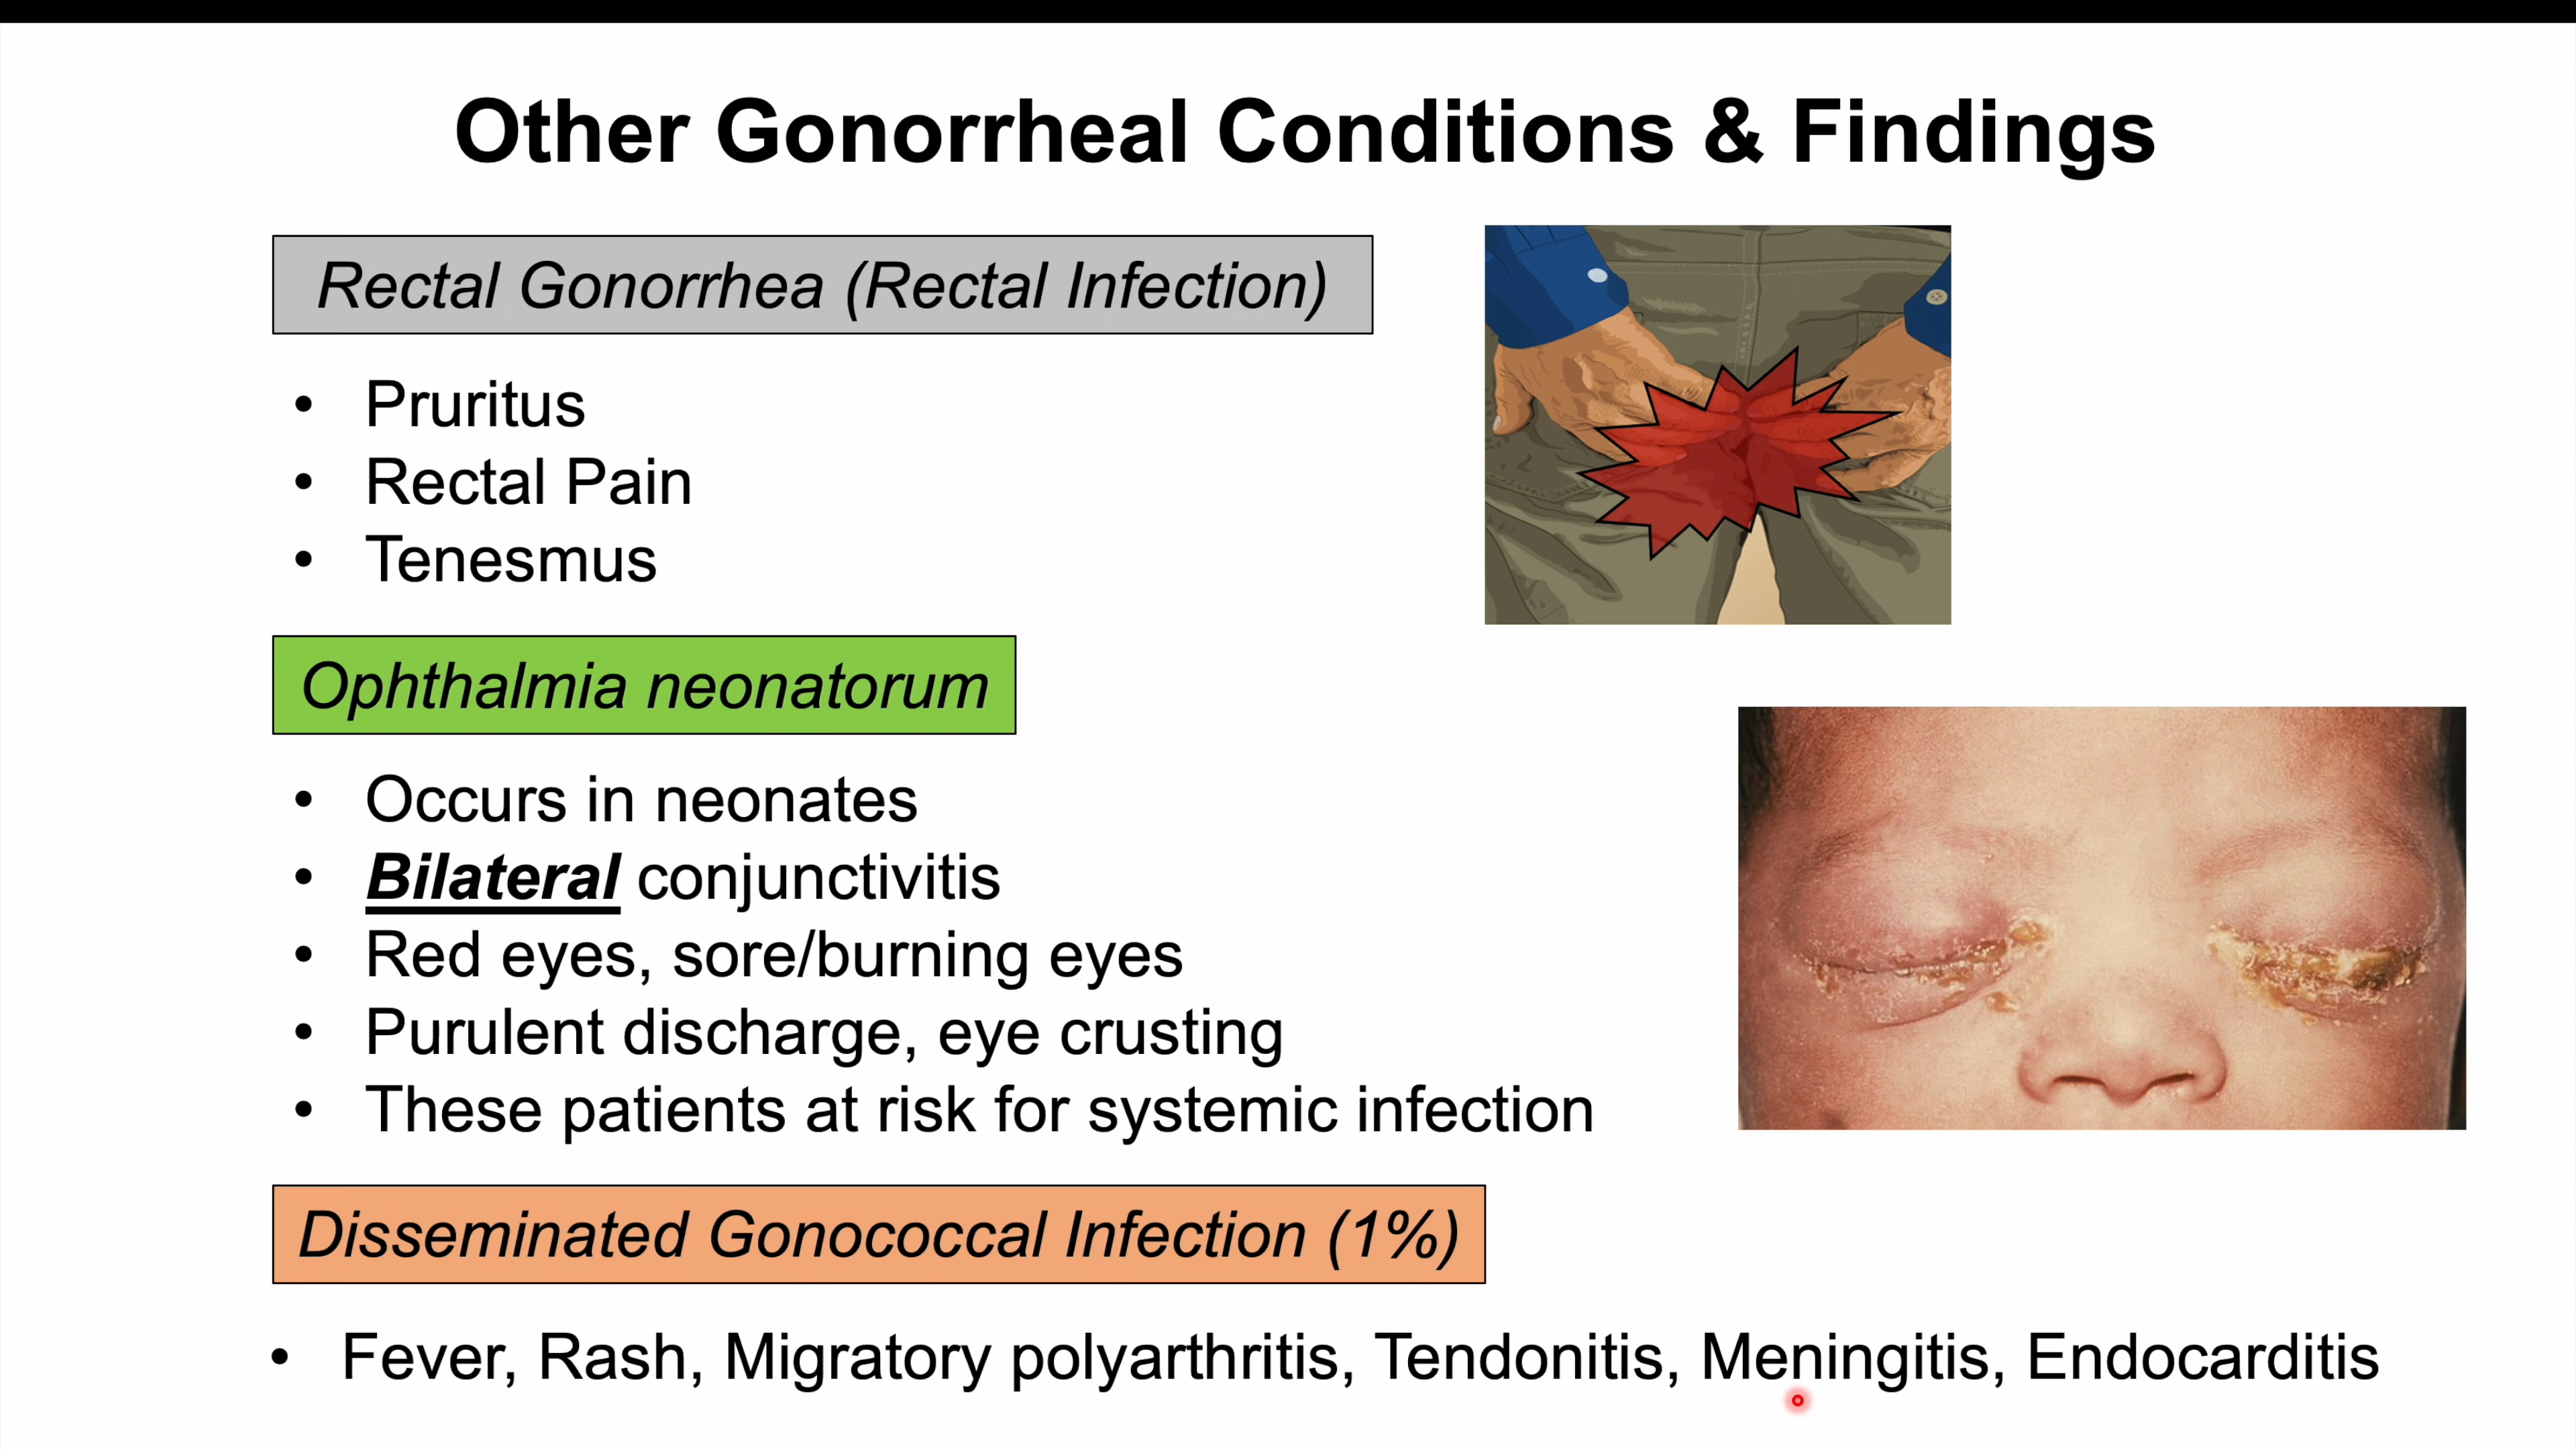 Other Gonorrheal Conditions & Findings
Rectal Gonorrhea (Rectal Infection)
• Pruritus
• Rectal Pain
• Tenesmus
Ophthalmia neonatorum
• Occurs in neonates
• Bilateral conjunctivitis
• Red eyes, sore/burning eyes
• Purulent discharge, eye crusting
• These patients at risk for systemic infection
Disseminated Gonococcal Infection (1%)
• Fever, Rash, Migratory polyarthritis, Tendonitis, Meningitis, Endocarditis